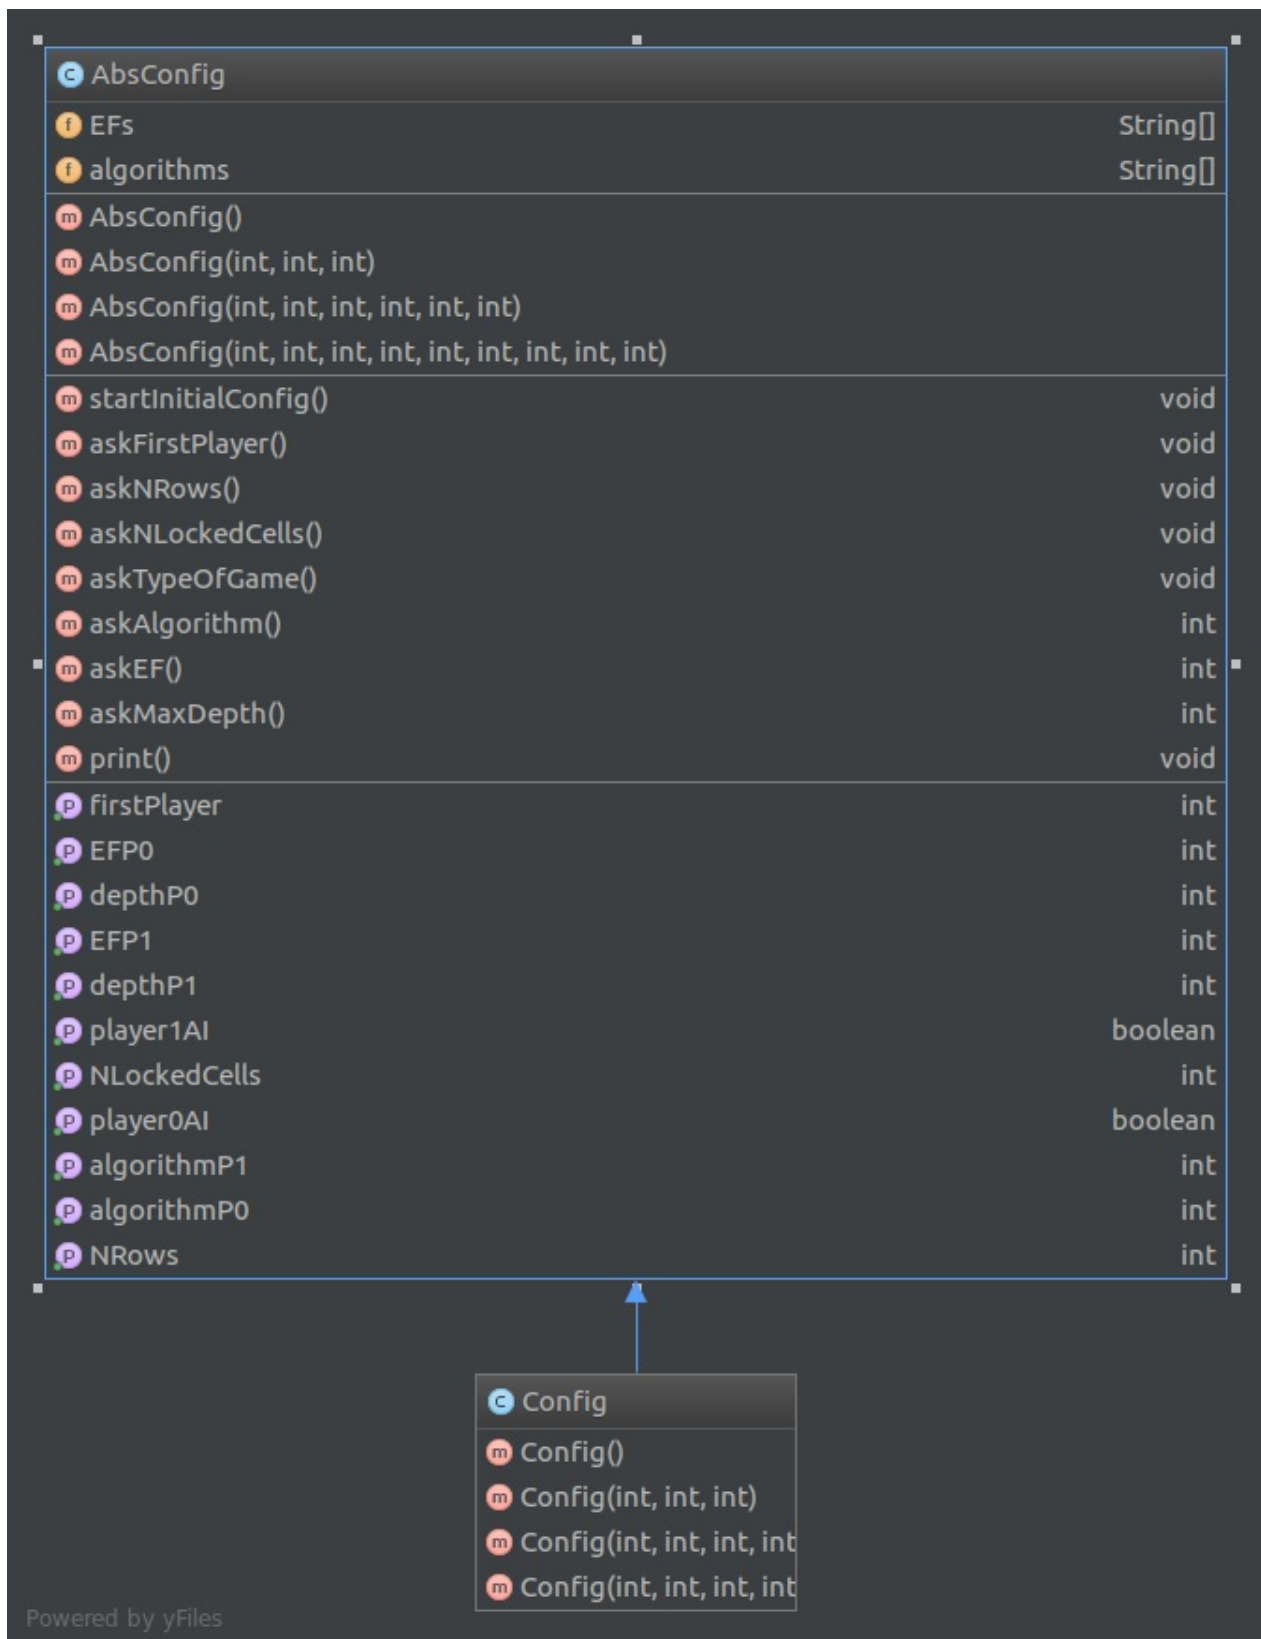 AbsConfig
EFs String[]
algorithms String[]
AbsConfig()
AbsConfig(int, int, int)
AbsConfig(int, int, int, int, int, int)
AbsConfig(int, int, int, int, int, int, int, int, int)
startInitialConfig() void
askFirstPlayer() void
askNRows() void
askNLockedCells() void
askTypeOfGame() void
askAlgorithm() int
askEF() int
askMaxDepth() int
print() void
firstPlayer int
EFP0 int
depthP0 int
EFP1 int
depthP1 int
player1AI boolean
NLockedCells int
player0AI boolean
algorithmP1 int
algorithmP0 int
NRows int
Config
Config()
Config(int, int, int)
Config(int, int, int, int
Config(int, int, int, int
Powered by yFiles